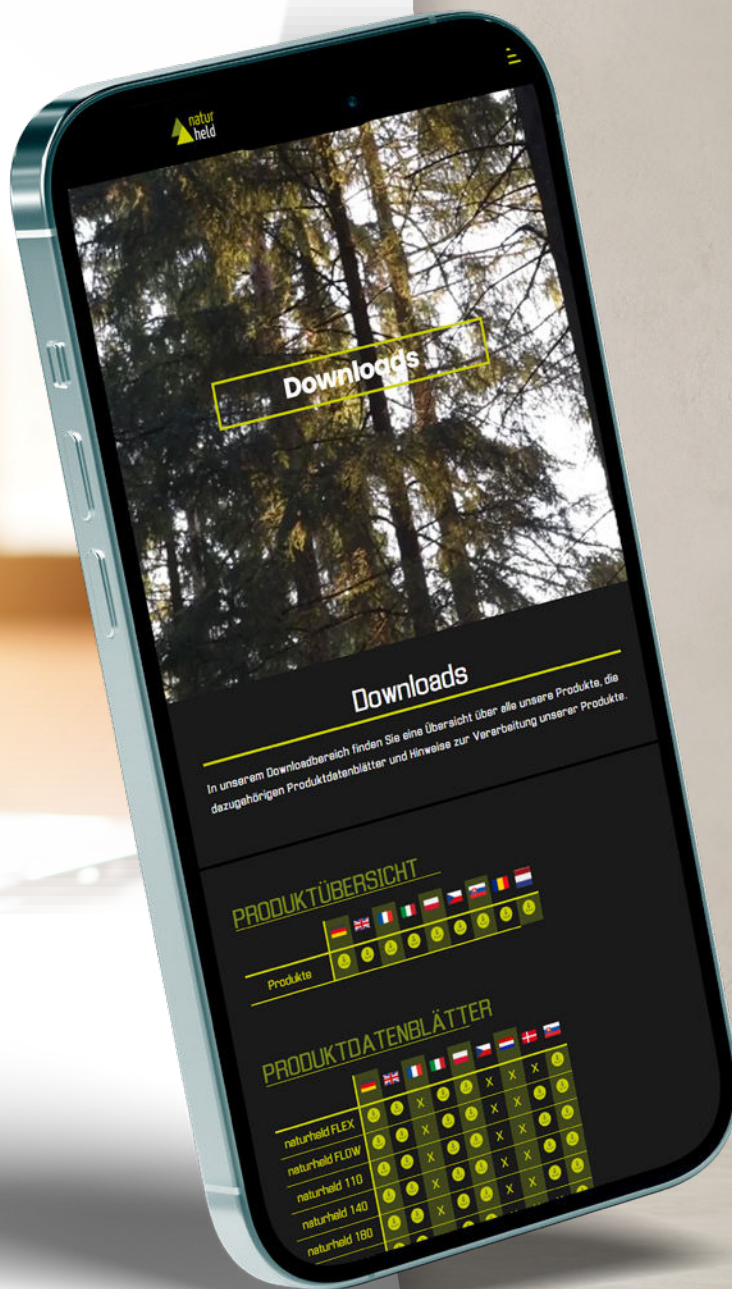 natur
held
Downloads
Downloads
In unserem Downloadbereich finden Sie eine Übersicht über alle unsere Produkte, die
dazugehörigen Produktdatenblätter und Hinweise zur Verarbeitung unserer Produkte.
PRODUKTÜBERSICHT
Produkte
PRODUKTDATENBLÄTTER
naturheld FLEX X X X X
naturheld FLOW X X X
naturheld 110 X X X
naturheld 140 X X X
naturheld 180 X X X